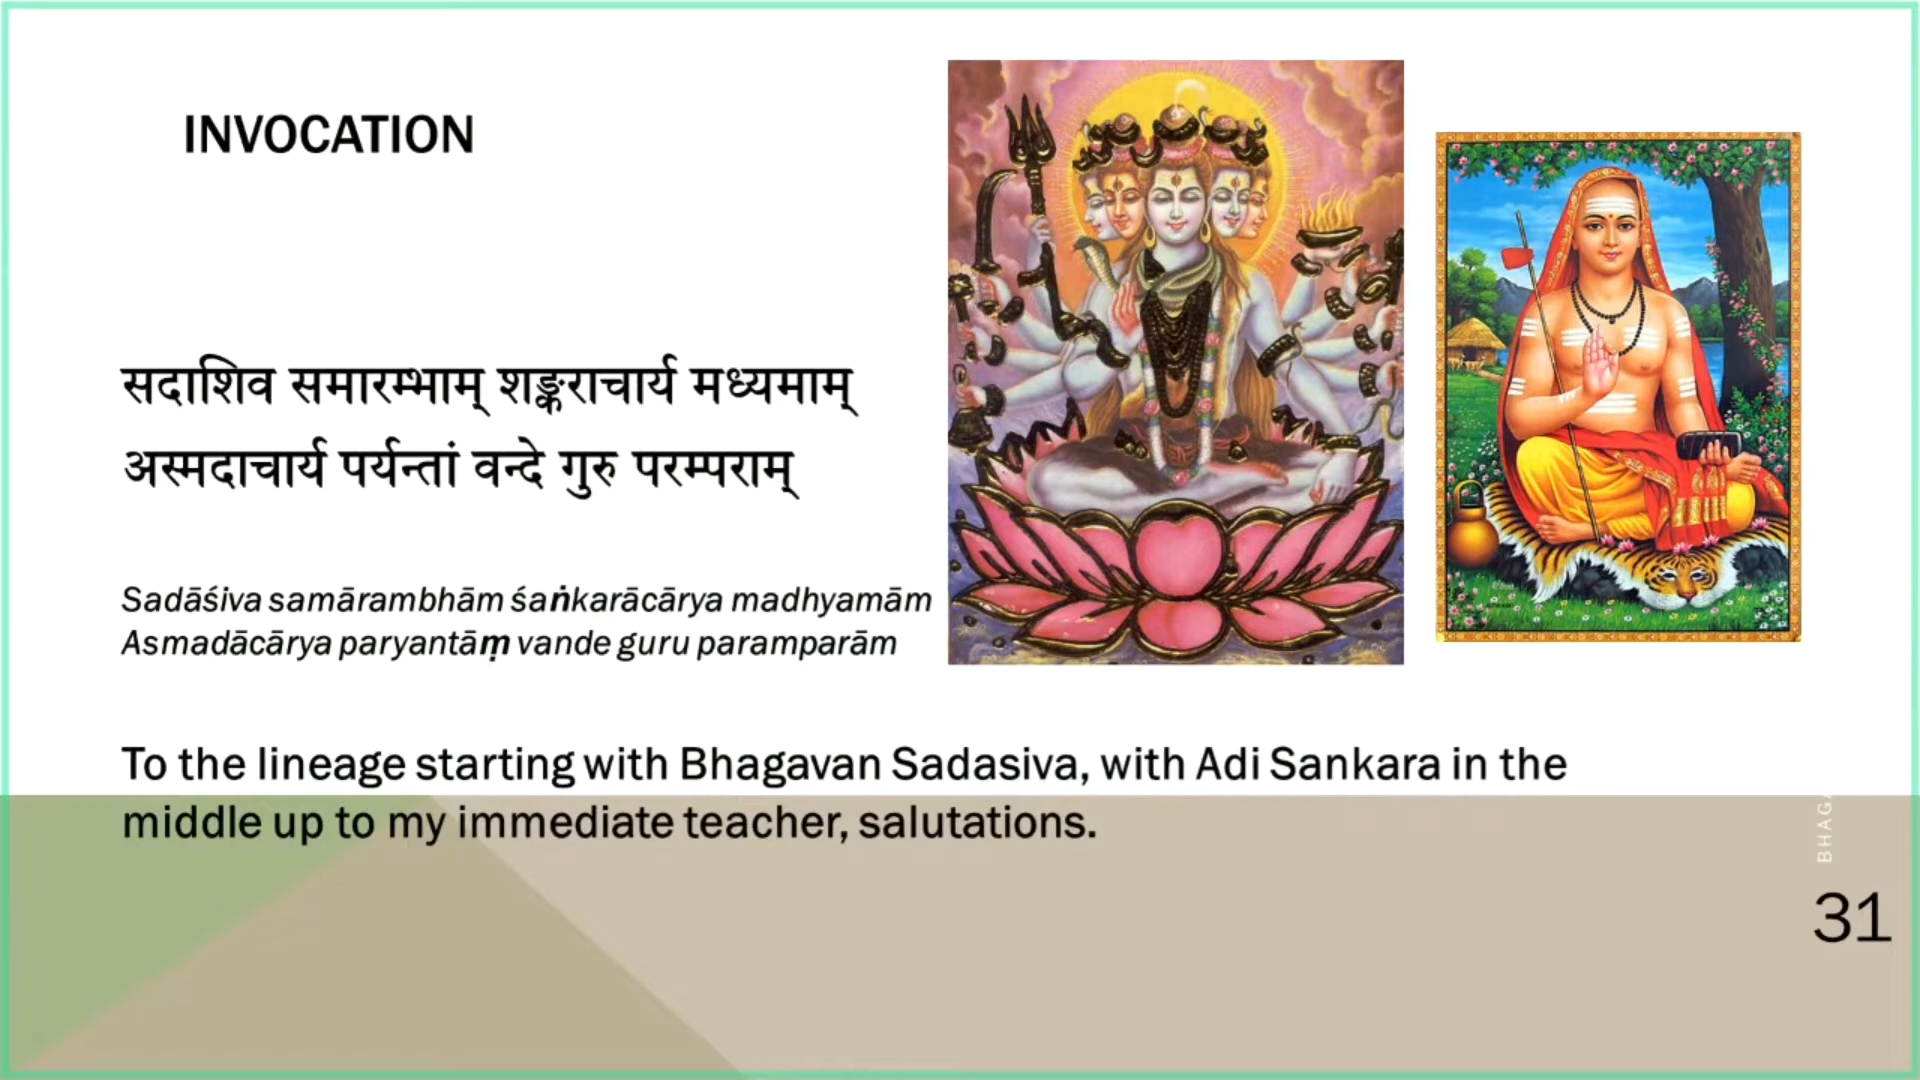 INVOCATION
सदाशिव समारम्भाम् शङ्कराचार्य मध्यमाम्
अस्मदाचार्य पर्यन्तां वन्दे गुरु परम्पराम्
Sadāśiva samārambhām śaṅkarācārya madhyamām
Asmadācārya paryantāṃ vande guru paramparām
To the lineage starting with Bhagavan Sadasiva, with Adi Sankara in the
middle up to my immediate teacher, salutations.
31